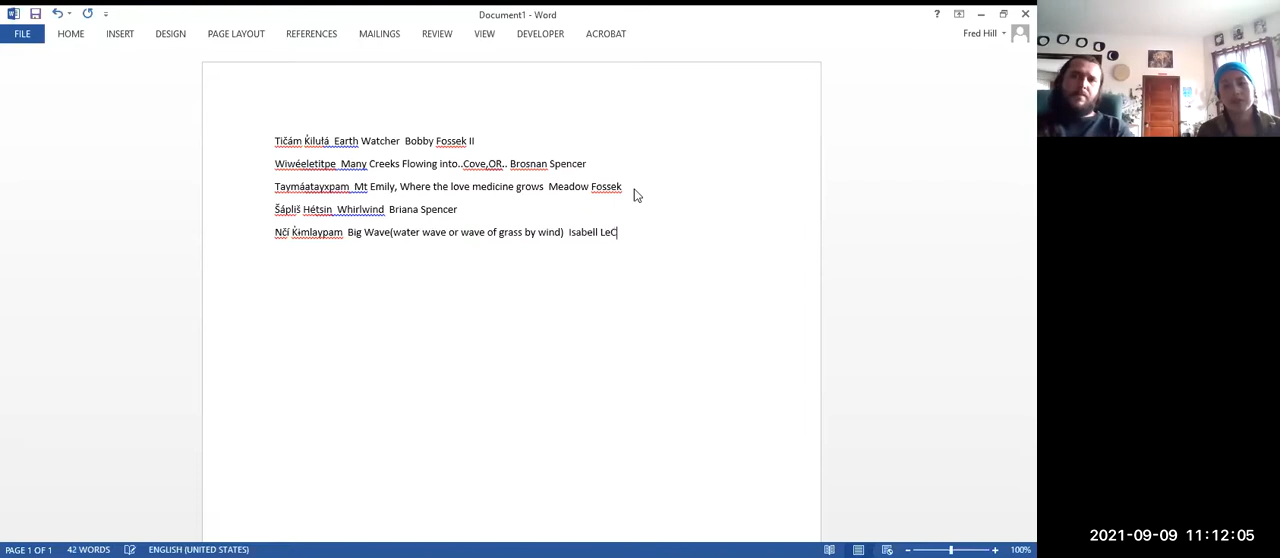 Document1 - Word
FILE HOME INSERT DESIGN PAGE LAYOUT REFERENCES MAILINGS REVIEW VIEW DEVELOPER ACROBAT Fred Hill
Tičám K̓iłułá Earth Watcher Bobby Fossek II
Wiwéeletitpe Many Creeks Flowing into..Cove,OR.. Brosnan Spencer
Taymáatayxpam Mt Emily, Where the love medicine grows Meadow Fossek
Šápliš Hétsin Whirlwind Briana Spencer
Nčí K̓ɨmlaypam Big Wave(water wave or wave of grass by wind) Isabell LeC
PAGE 1 OF 1 42 WORDS ENGLISH (UNITED STATES) 100%
2021-09-09 11:12:05